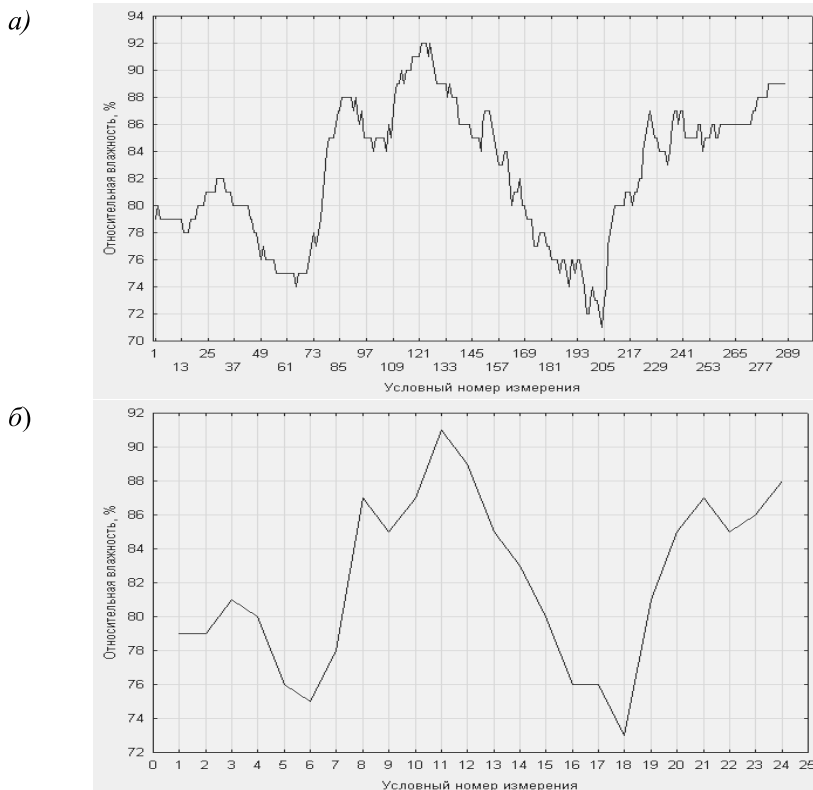 а)
Относительная влажность, %
94
92
90
88
86
84
82
80
78
76
74
72
70
1 25 49 73 97 121 145 169 193 217 241 265 289
13 37 61 85 109 133 157 181 205 229 253 277
Условный номер измерения
б)
Относительная влажность, %
92
90
88
86
84
82
80
78
76
74
72
0 1 2 3 4 5 6 7 8 9 10 11 12 13 14 15 16 17 18 19 20 21 22 23 24 25
Условный номер измерения